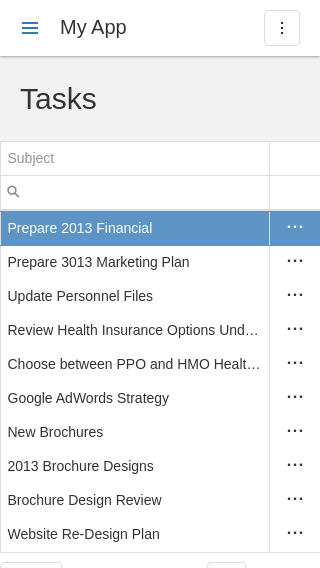 My App
Tasks
Subject
Prepare 2013 Financial
Prepare 3013 Marketing Plan
Update Personnel Files
Review Health Insurance Options Und…
Choose between PPO and HMO Healt…
Google AdWords Strategy
New Brochures
2013 Brochure Designs
Brochure Design Review
Website Re-Design Plan